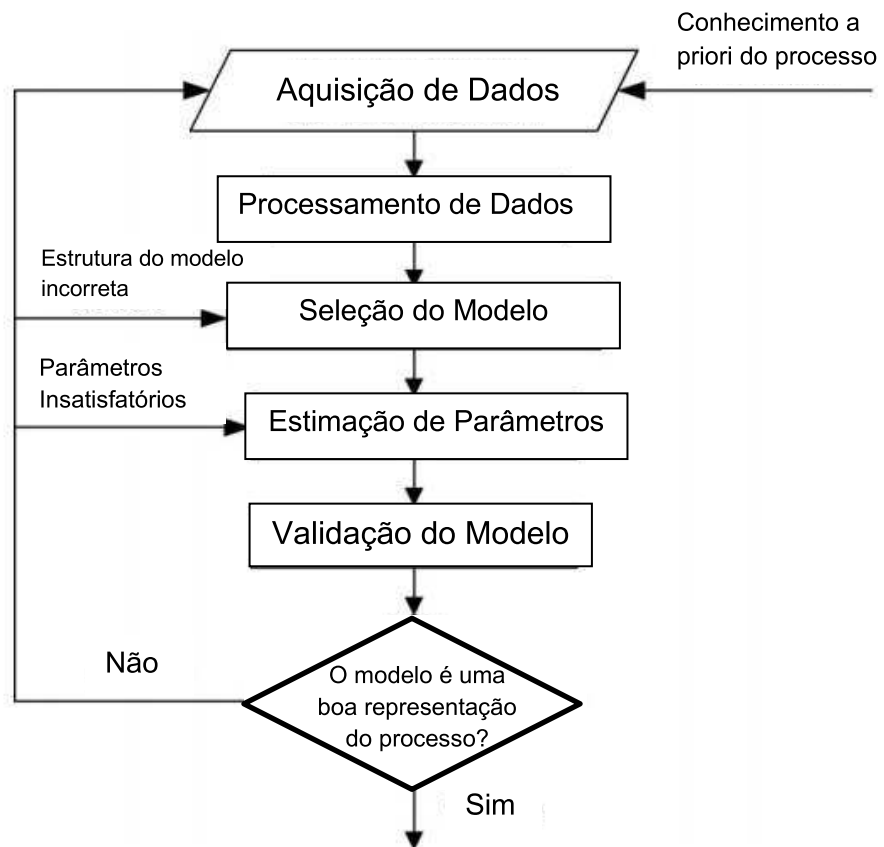 Conhecimento a
priori do processo
Aquisição de Dados
Processamento de Dados
Estrutura do modelo
incorreta
Seleção do Modelo
Parâmetros
Insatisfatórios
Estimação de Parâmetros
Validação do Modelo
Não
O modelo é uma
boa representação
do processo?
Sim